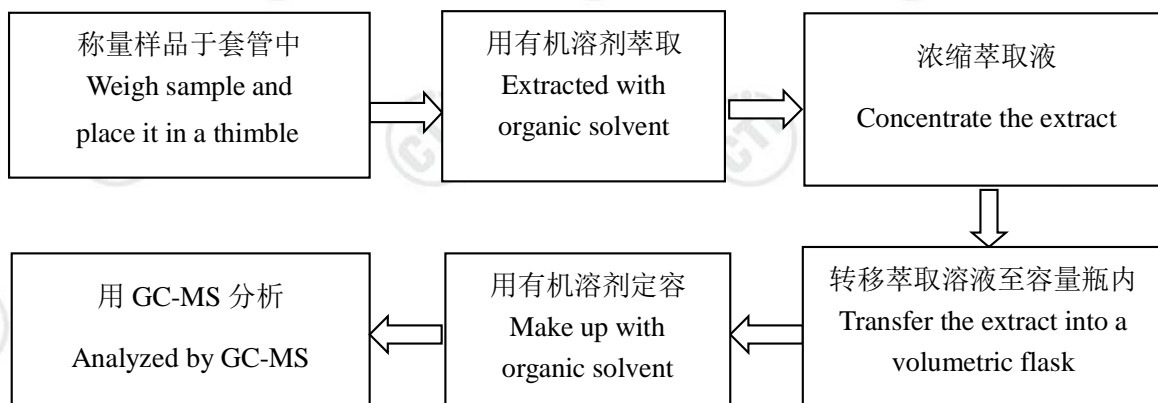 称量样品于套管中
Weigh sample and
place it in a thimble
用有机溶剂萃取
Extracted with
organic solvent
浓缩萃取液
Concentrate the extract
转移萃取溶液至容量瓶内
Transfer the extract into a
volumetric flask
用有机溶剂定容
Make up with
organic solvent
用 GC-MS 分析
Analyzed by GC-MS